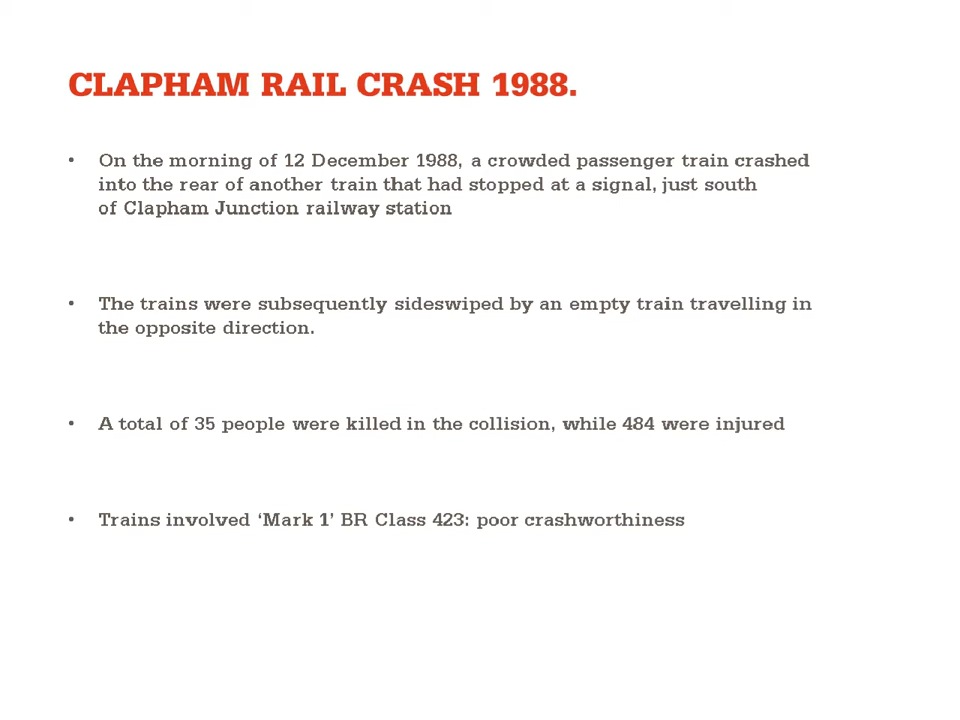 CLAPHAM RAIL CRASH 1988.
• On the morning of 12 December 1988, a crowded passenger train crashed
into the rear of another train that had stopped at a signal, just south
of Clapham Junction railway station
• The trains were subsequently sideswiped by an empty train travelling in
the opposite direction.
• A total of 35 people were killed in the collision, while 484 were injured
• Trains involved ‘Mark 1’ BR Class 423: poor crashworthiness